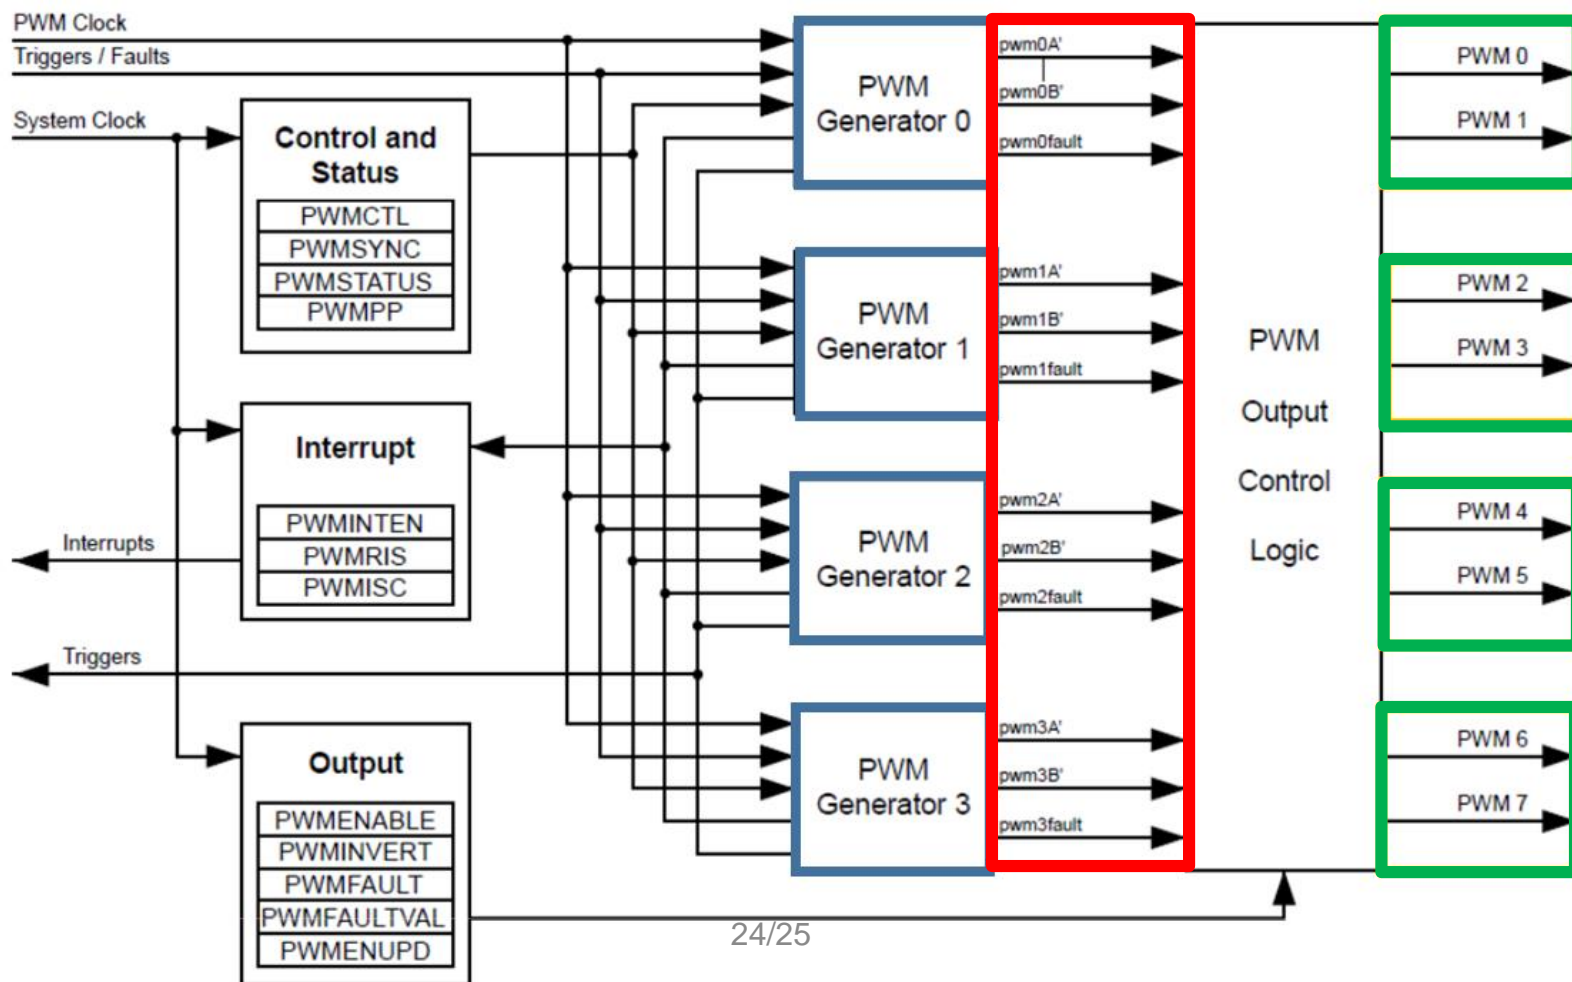 PWM Clock
Triggers / Faults
System Clock
Control and
Status
PWMCTL
PWMSYNC
PWMSTATUS
PWMPP
Interrupt
PWMINTEN
PWMRIS
PWMISC
Interrupts
Triggers
Output
PWMENABLE
PWMINVERT
PWMFAULT
PWMFAULTVAL
PWMENUPD
PWM
Generator 0
pwm0A'
pwm0B'
pwm0fault
PWM
Generator 1
pwm1A'
pwm1B'
pwm1fault
PWM
Generator 2
pwm2A'
pwm2B'
pwm2fault
PWM
Generator 3
pwm3A'
pwm3B'
pwm3fault
PWM
Output
Control
Logic
PWM 0
PWM 1
PWM 2
PWM 3
PWM 4
PWM 5
PWM 6
PWM 7
24/25